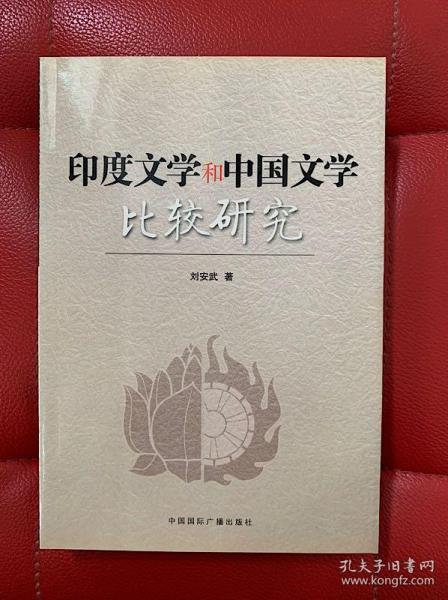 印度文学和中国文学
比较研究
刘安武 著
中国国际广播出版社
孔夫子旧书网
www.kongfz.com